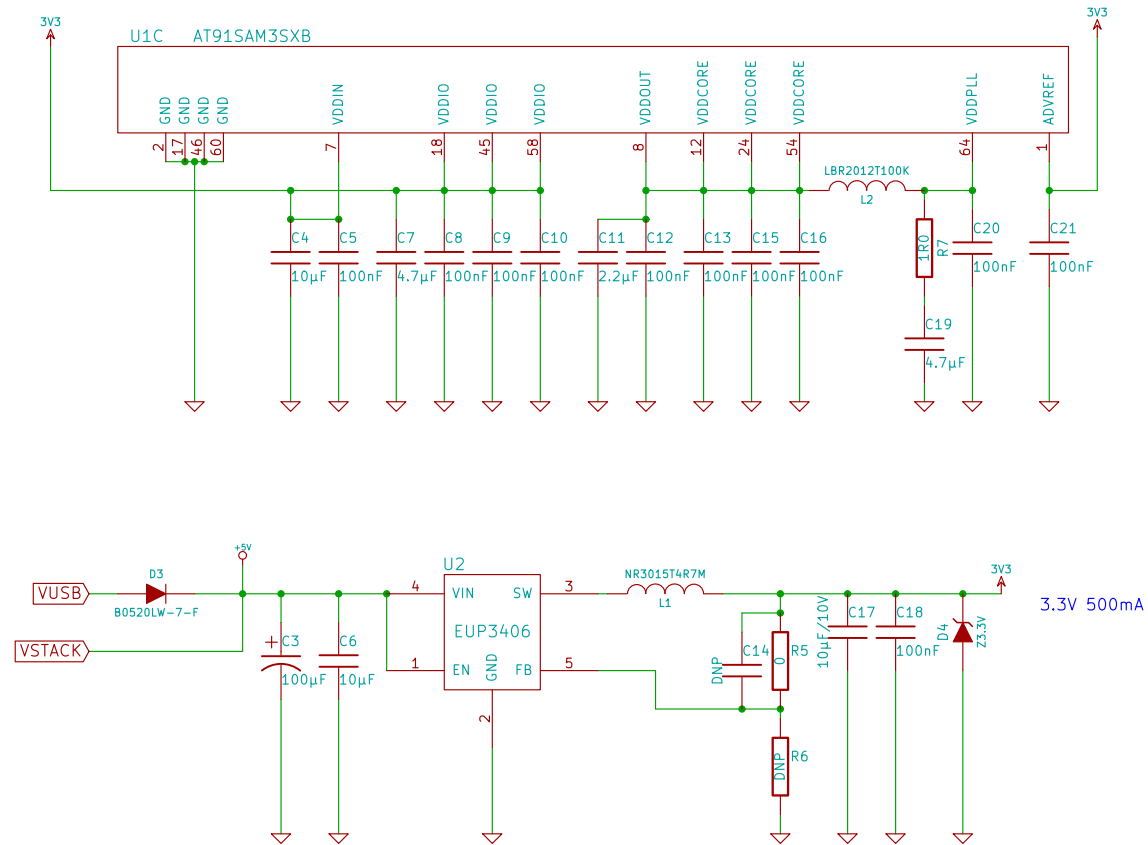 3V3
3V3
U1C AT91SAM3SXB
GND
GND
GND
GND
VDDIN
VDDIO
VDDIO
VDDIO
VDDOUT
VDDCORE
VDDCORE
VDDCORE
VDDPLL
ADVREF
2
17
46
60
7
18
45
58
8
12
24
54
64
1
LBR2012T100K
L2
C4
10µF
C5
100nF
C7
4.7µF
C8
100nF
C9
100nF
C10
100nF
C11
2.2µF
C12
100nF
C13
100nF
C15
100nF
C16
100nF
1R0
R7
C20
100nF
C21
100nF
C19
4.7µF
+5V
VUSB
D3
B0520LW-7-F
VSTACK
C3
100µF
C6
10µF
U2
4
VIN
SW
3
EUP3406
1
EN
GND
FB
5
2
NR3015T4R7M
L1
C14
DNP
0
R5
DNP
R6
C17
10µF/10V
C18
100nF
D4
Z3.3V
3V3
3.3V 500mA